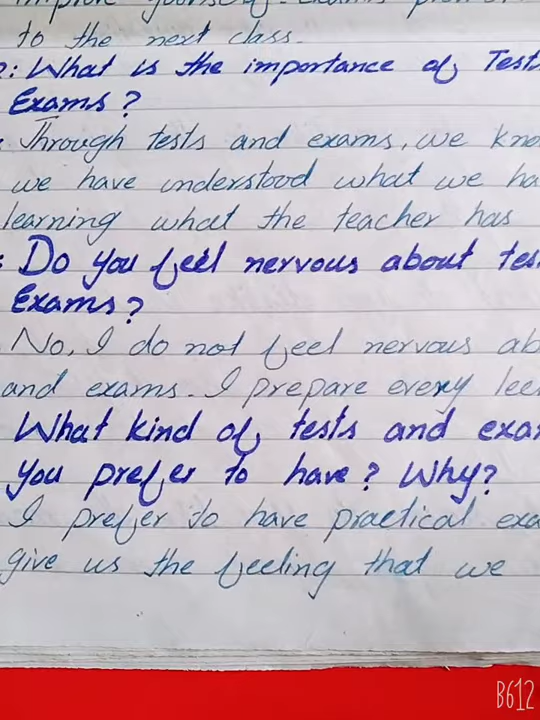 to the next class.
: What is the importance of Tests
Exams?
: Through tests and exams, we kno
we have understood what we ha
learning what the teacher has
: Do you feel nervous about tes
Exams?
No, I do not feel nervous ab
and exams. I prepare every les
What kind of tests and exa
you prefer to have? Why?
I prefer to have practical exa
give us the feeling that we
B612